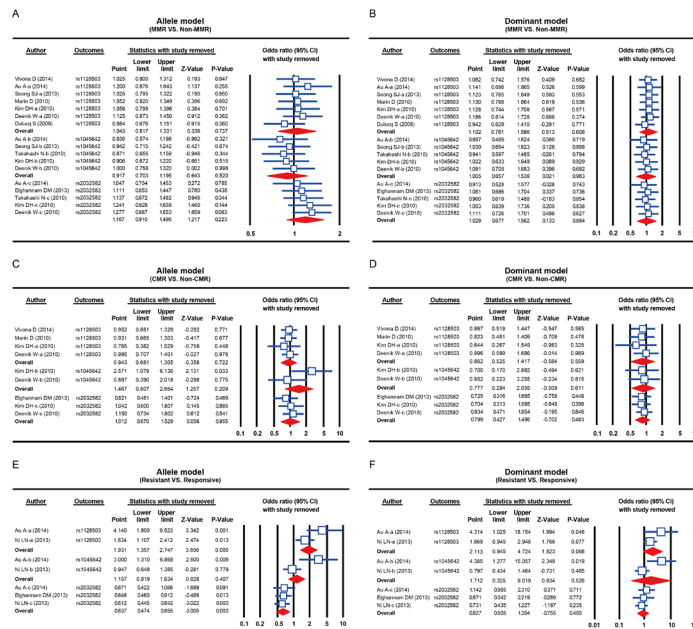 A
Allele model
(MMR VS. Non-MMR)
Author Outcomes Statistics with study removed Odds ratio (95% CI) with study removed
Point Lower limit Upper limit Z-Value P-Value
Vivona D (2014) rs1128503 1.025 0.800 1.312 0.193 0.847
Au A-a (2014) rs1128503 1.200 0.876 1.643 1.137 0.255
Seong SJ-a (2013) rs1128503 1.025 0.795 1.322 0.190 0.850
Marin D (2010) rs1128503 1.052 0.820 1.349 0.396 0.692
Kim DH-a (2010) rs1128503 1.056 0.799 1.396 0.384 0.701
Deenik W-a (2010) rs1128503 1.125 0.873 1.450 0.912 0.362
Dulucq S (2008) rs1128503 0.884 0.678 1.151 -0.915 0.360
Overall 1.043 0.817 1.331 0.336 0.737
Au A-b (2014) rs1045642 0.830 0.574 1.198 -0.992 0.321
Seong SJ-b (2013) rs1045642 0.942 0.715 1.242 -0.421 0.674
Takahashi N-b (2010) rs1045642 0.871 0.655 1.159 -0.946 0.344
Kim DH-b (2010) rs1045642 0.906 0.672 1.220 -0.651 0.515
Deenik W-b (2010) rs1045642 1.000 0.758 1.320 -0.002 0.998
Overall 0.917 0.703 1.195 -0.643 0.520
Au A-c (2014) rs2032582 1.047 0.754 1.453 0.272 0.785
Elghannam DM (2013) rs2032582 1.111 0.853 1.447 0.780 0.435
Takahashi N-c (2010) rs2032582 1.137 0.872 1.482 0.946 0.344
Kim DH-c (2010) rs2032582 1.241 0.928 1.659 1.460 0.144
Deenik W-c (2010) rs2032582 1.277 0.987 1.653 1.859 0.063
1.167 0.910 1.496 1.217 0.223
0.5 1 2
B
Dominant model
(MMR VS. Non-MMR)
Author Outcomes Statistics with study removed Odds ratio (95% CI) with study removed
Point Lower limit Upper limit Z-Value P-Value
Vivona D (2014) rs1128503 1.082 0.742 1.576 0.409 0.682
Au A-a (2014) rs1128503 1.141 0.696 1.865 0.526 0.599
Seong SJ-a (2013) rs1128503 1.123 0.765 1.649 0.593 0.553
Marin D (2010) rs1128503 1.130 0.768 1.664 0.619 0.536
Kim DH-a (2010) rs1128503 1.128 0.744 1.708 0.567 0.571
Deenik W-a (2010) rs1128503 1.186 0.814 1.728 0.888 0.375
Dulucq S (2008) rs1128503 0.942 0.629 1.410 -0.291 0.771
Overall 1.102 0.761 1.596 0.513 0.608
Au A-b (2014) rs1045642 0.897 0.495 1.624 -0.360 0.719
Seong SJ-b (2013) rs1045642 1.030 0.654 1.623 0.128 0.898
Takahashi N-b (2010) rs1045642 0.941 0.597 1.485 -0.261 0.794
Kim DH-b (2010) rs1045642 1.022 0.633 1.649 0.089 0.929
Deenik W-b (2010) rs1045642 1.091 0.708 1.683 0.396 0.692
Overall 1.005 0.657 1.536 0.021 0.983
Au A-c (2014) rs2032582 0.913 0.528 1.577 -0.328 0.743
Elghannam DM (2013) rs2032582 1.086 0.692 1.704 0.337 0.736
Takahashi N-c (2010) rs2032582 0.960 0.619 1.488 -0.183 0.854
Kim DH-c (2010) rs2032582 1.053 0.639 1.736 0.205 0.838
Deenik W-c (2010) rs2032582 1.111 0.726 1.701 0.486 0.627
Overall 1.029 0.677 1.562 0.133 0.894
0.1 0.2 0.5 1 2 5 10
C
Allele model
(CMR VS. Non-CMR)
Author Outcomes Statistics with study removed Odds ratio (95% CI) with study removed
Point Lower limit Upper limit Z-Value P-Value
Vivona D (2014) rs1128503 0.952 0.681 1.329 -0.292 0.771
Marin D (2010) rs1128503 0.931 0.665 1.303 -0.417 0.677
Kim DH-a (2010) rs1128503 0.765 0.382 1.529 -0.759 0.448
Deenik W-a (2010) rs1128503 0.995 0.707 1.401 -0.027 0.978
Overall 0.943 0.681 1.305 -0.356 0.722
Kim DH-b (2010) rs1045642 2.571 1.079 6.130 2.131 0.033
Deenik W-b (2010) rs1045642 0.887 0.390 2.018 -0.286 0.775
Overall 1.467 0.807 2.664 1.257 0.209
Elghannam DM (2013) rs2032582 0.821 0.481 1.401 -0.724 0.469
Kim DH-c (2010) rs2032582 1.042 0.600 1.807 0.145 0.885
Deenik W-c (2010) rs2032582 1.150 0.734 1.802 0.612 0.541
Overall 1.012 0.670 1.529 0.056 0.955
0.1 0.2 0.5 1 2 5 10
D
Dominant model
(CMR VS. Non-CMR)
Author Outcomes Statistics with study removed Odds ratio (95% CI) with study removed
Point Lower limit Upper limit Z-Value P-Value
Vivona D (2014) rs1128503 0.867 0.519 1.447 -0.547 0.585
Marin D (2010) rs1128503 0.823 0.481 1.409 -0.709 0.478
Kim DH-a (2010) rs1128503 0.644 0.267 1.549 -0.983 0.325
Deenik W-a (2010) rs1128503 0.996 0.589 1.686 -0.014 0.989
Overall 0.862 0.525 1.417 -0.584 0.559
Kim DH-b (2010) rs1045642 0.700 0.170 2.882 -0.494 0.621
Deenik W-b (2010) rs1045642 0.852 0.223 3.255 -0.235 0.815
Overall 0.777 0.294 2.056 -0.509 0.611
Elghannam DM (2013) rs2032582 0.725 0.316 1.665 -0.758 0.448
Kim DH-c (2010) rs2032582 0.704 0.313 1.585 -0.848 0.396
Deenik W-c (2010) rs2032582 0.934 0.471 1.854 -0.195 0.846
Overall 0.799 0.427 1.496 -0.702 0.483
0.1 0.2 0.5 1 2 5 10
E
Allele model
(Resistant VS. Responsive)
Author Outcomes Statistics with study removed Odds ratio (95% CI) with study removed
Point Lower limit Upper limit Z-Value P-Value
Au A-a (2014) rs1128503 4.140 1.800 9.523 3.342 0.001
Ni LN-a (2013) rs1128503 1.634 1.107 2.412 2.474 0.013
Overall 1.931 1.357 2.747 3.656 0.000
Au A-b (2014) rs1045642 3.000 1.310 6.868 2.600 0.009
Ni LN-b (2013) rs1045642 0.947 0.648 1.385 -0.281 0.779
Overall 1.157 0.819 1.634 0.828 0.407
Au A-c (2014) rs2032582 0.671 0.422 1.066 -1.689 0.091
Elghannam DM (2013) rs2032582 0.648 0.460 0.912 -2.489 0.013
Ni LN-c (2013) rs2032582 0.612 0.445 0.842 -3.022 0.003
Overall 0.637 0.474 0.856 -3.005 0.003
0.1 0.2 0.5 1 2 5 10
F
Dominant model
(Resistant VS. Responsive)
Author Outcomes Statistics with study removed Odds ratio (95% CI) with study removed
Point Lower limit Upper limit Z-Value P-Value
Au A-a (2014) rs1128503 4.314 1.025 18.154 1.994 0.046
Ni LN-a (2013) rs1128503 1.669 0.945 2.946 1.766 0.077
Overall 2.113 0.945 4.724 1.823 0.068
Au A-b (2014) rs1045642 4.385 1.277 15.057 2.348 0.019
Ni LN-b (2013) rs1045642 0.797 0.434 1.464 -0.731 0.465
Overall 1.712 0.325 9.019 0.634 0.526
Au A-c (2014) rs2032582 1.142 0.565 2.310 0.371 0.711
Elghannam DM (2013) rs2032582 0.871 0.342 2.219 -0.289 0.772
Ni LN-c (2013) rs2032582 0.731 0.435 1.227 -1.187 0.235
Overall 0.827 0.505 1.354 -0.755 0.450
0.01 0.1 1 10